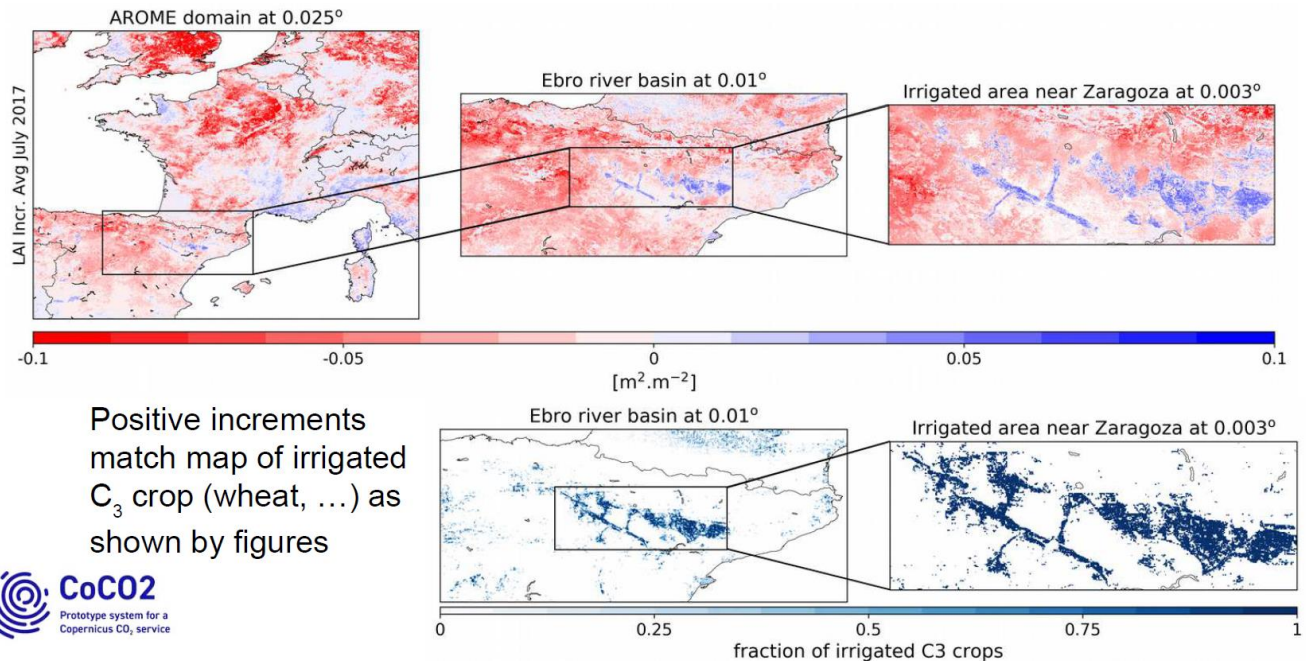 AROME domain at 0.025°
Ebro river basin at 0.01°
Irrigated area near Zaragoza at 0.003°
LAI Incr. Avg July 2017
-0.1 -0.05 0 0.05 0.1
[m².m⁻²]
Positive increments
match map of irrigated
C₃ crop (wheat, ...) as
shown by figures
Ebro river basin at 0.01°
Irrigated area near Zaragoza at 0.003°
CoCO2
Prototype system for a
Copernicus CO₂ service
0 0.25 0.5 0.75 1
fraction of irrigated C3 crops